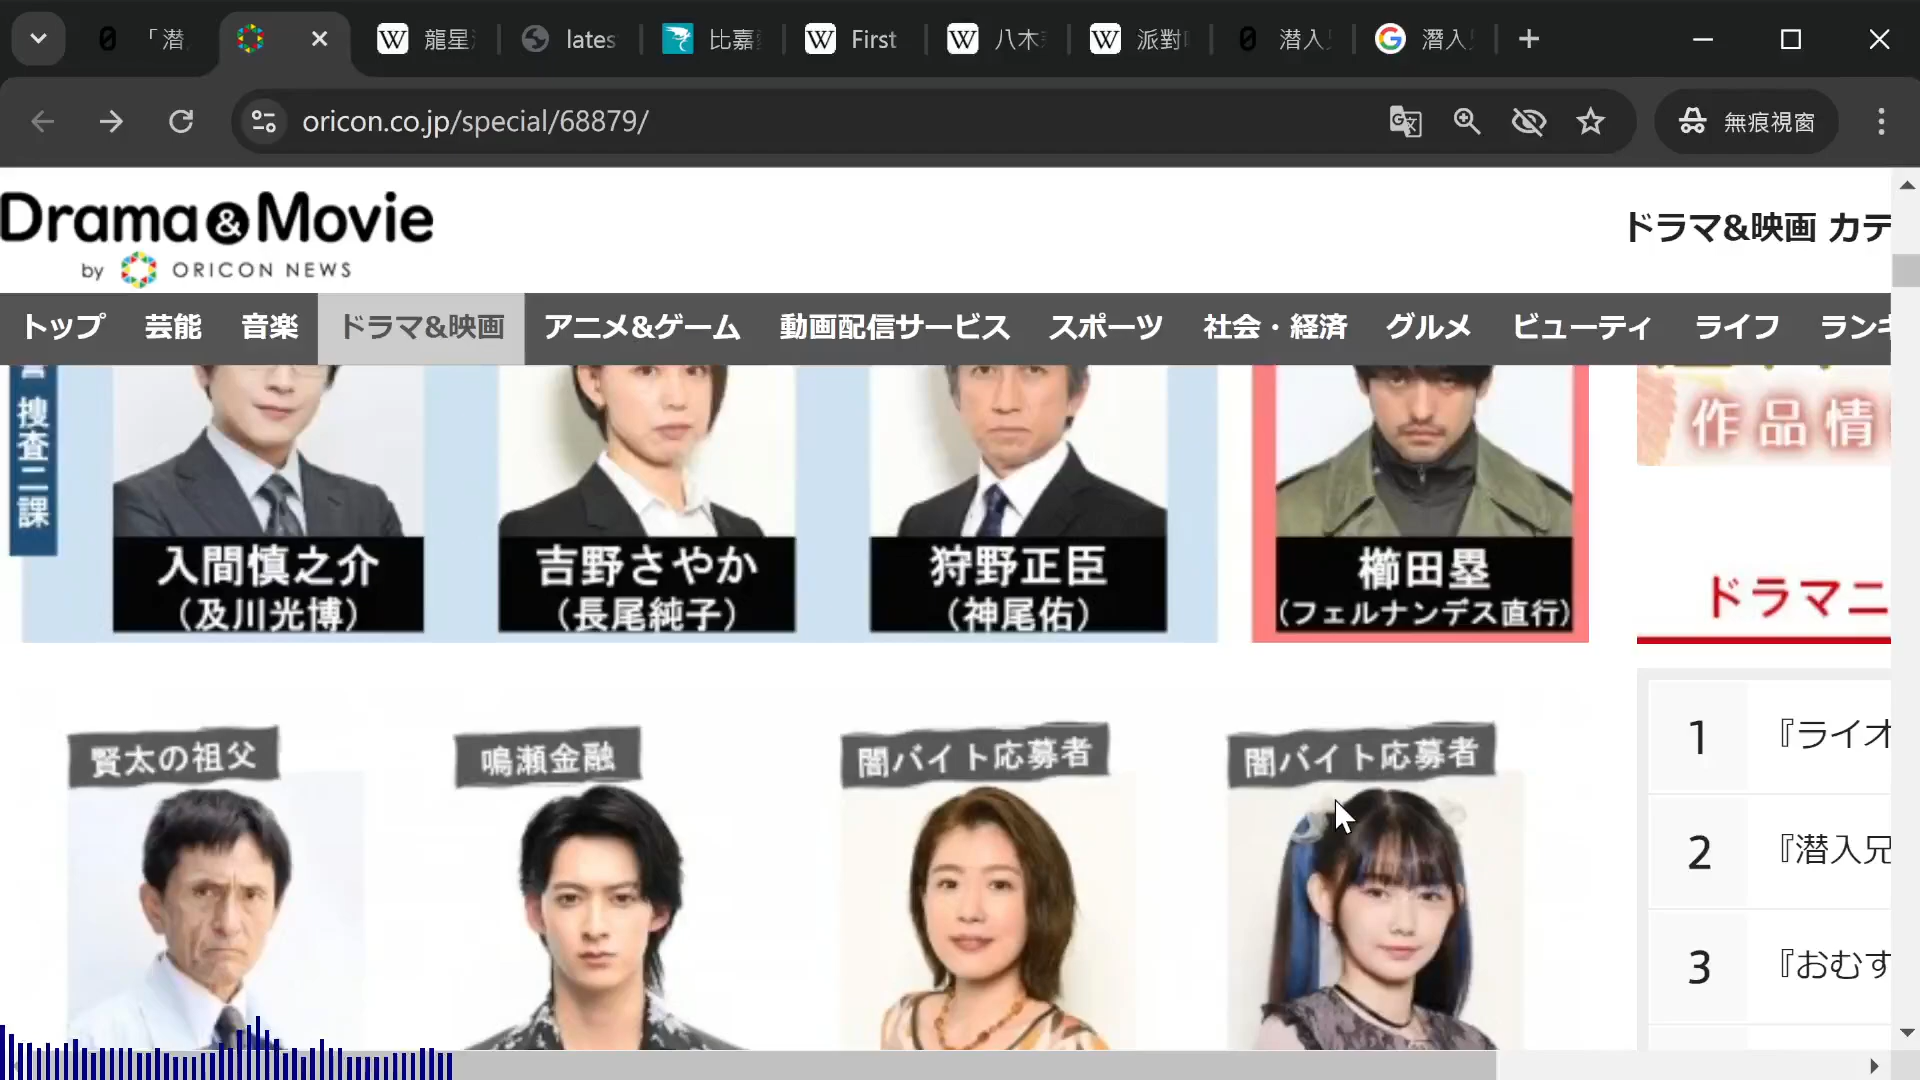 「潜
龍星
lates
比嘉
First
八木
派對
潜入
潛入
oricon.co.jp/special/68879/
無痕視窗
Drama&Movie
by ORICON NEWS
ドラマ&映画 カテ
トップ 芸能 音楽 ドラマ&映画 アニメ&ゲーム 動画配信サービス スポーツ 社会・経済 グルメ ビューティ ライフ ランキ
捜査二課
入間慎之介
(及川光博)
吉野さやか
(長尾純子)
狩野正臣
(神尾佑)
櫛田塁
(フェルナンデス直行)
作品情
ドラマニ
賢太の祖父
鳴瀬金融
闇バイト応募者
闇バイト応募者
1 『ライオ
2 『潜入兄
3 『おむす